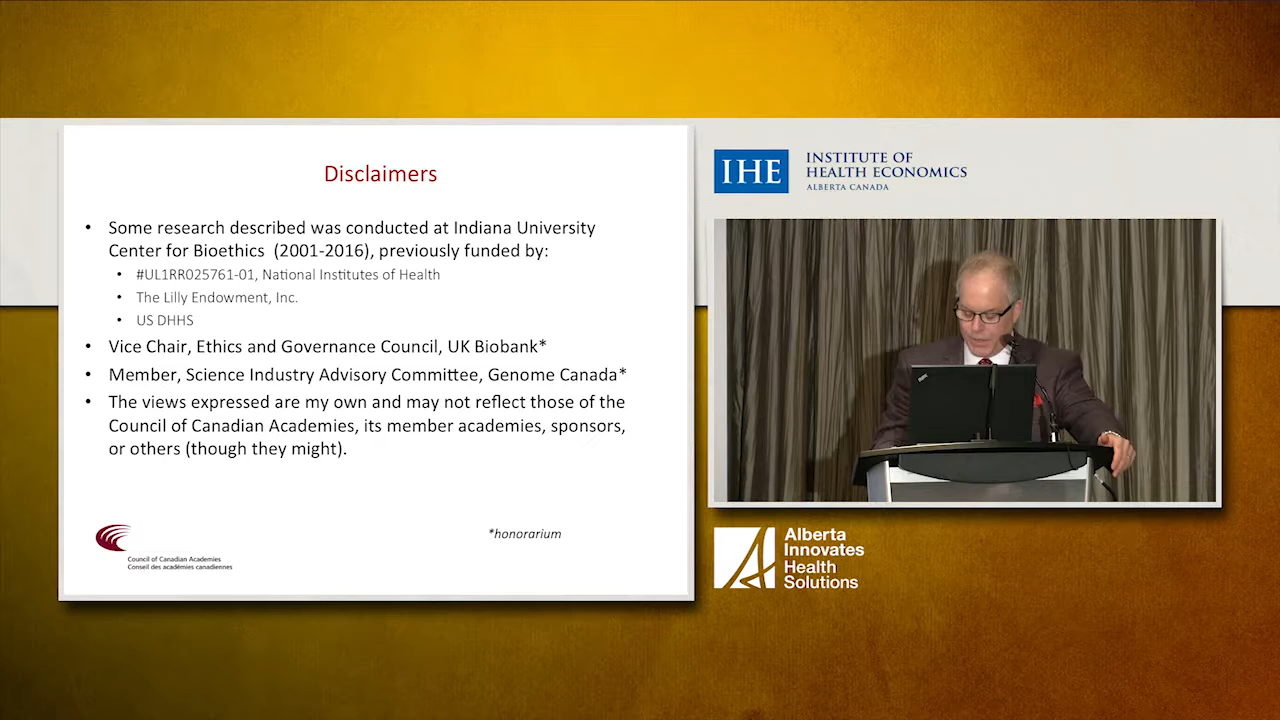 Disclaimers
• Some research described was conducted at Indiana University
Center for Bioethics (2001-2016), previously funded by:
• #UL1RR025761-01, National Institutes of Health
• The Lilly Endowment, Inc.
• US DHHS
• Vice Chair, Ethics and Governance Council, UK Biobank*
• Member, Science Industry Advisory Committee, Genome Canada*
• The views expressed are my own and may not reflect those of the
Council of Canadian Academies, its member academies, sponsors,
or others (though they might).
*honorarium
Council of Canadian Academies
Conseil des académies canadiennes
IHE
INSTITUTE OF
HEALTH ECONOMICS
ALBERTA CANADA
Alberta
Innovates
Health
Solutions